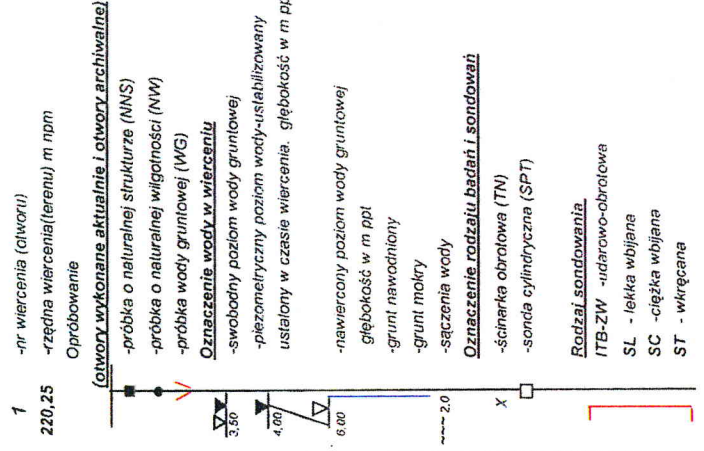 1 -nr wiercenia (otworu)
220,25 -rzędna wiercenia(terenu) m npm
Opróbowanie
(otwory wykonane aktualnie i otwory archiwalne)
-próbka o naturalnej strukturze (NNS)
-próbka o naturalnej wilgotności (NW)
-próbka wody gruntowej (WG)
Oznaczenie wody w wierceniu
3,50 -swobodny poziom wody gruntowej
4,00 -piezometryczny poziom wody-ustabilizowany
ustalony w czasie wiercenia. głębokość w m pp
6,00 -nawiercony poziom wody gruntowej
głębokość w m ppt
-grunt nawodniony
-grunt mokry
~~~ 2,0 -sączenia wody
Oznaczenie rodzaju badań i sondowań
X -ścinarka obrotowa (TN)
-sonda cylindryczna (SPT)
Rodzaj sondowania
ITB-ZW -udarowo-obrotowa
SL - lekka wbijana
SC -ciężka wbijana
ST - wkręcana